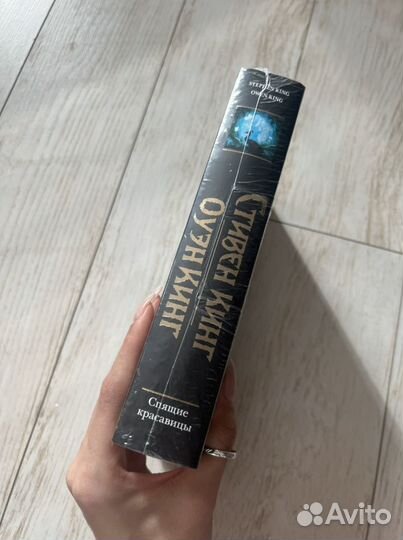 STEPHEN KING
OWEN KING
СТИВЕН КИНГ
ОУЭН КИНГ
Спящие
красавицы
Avito